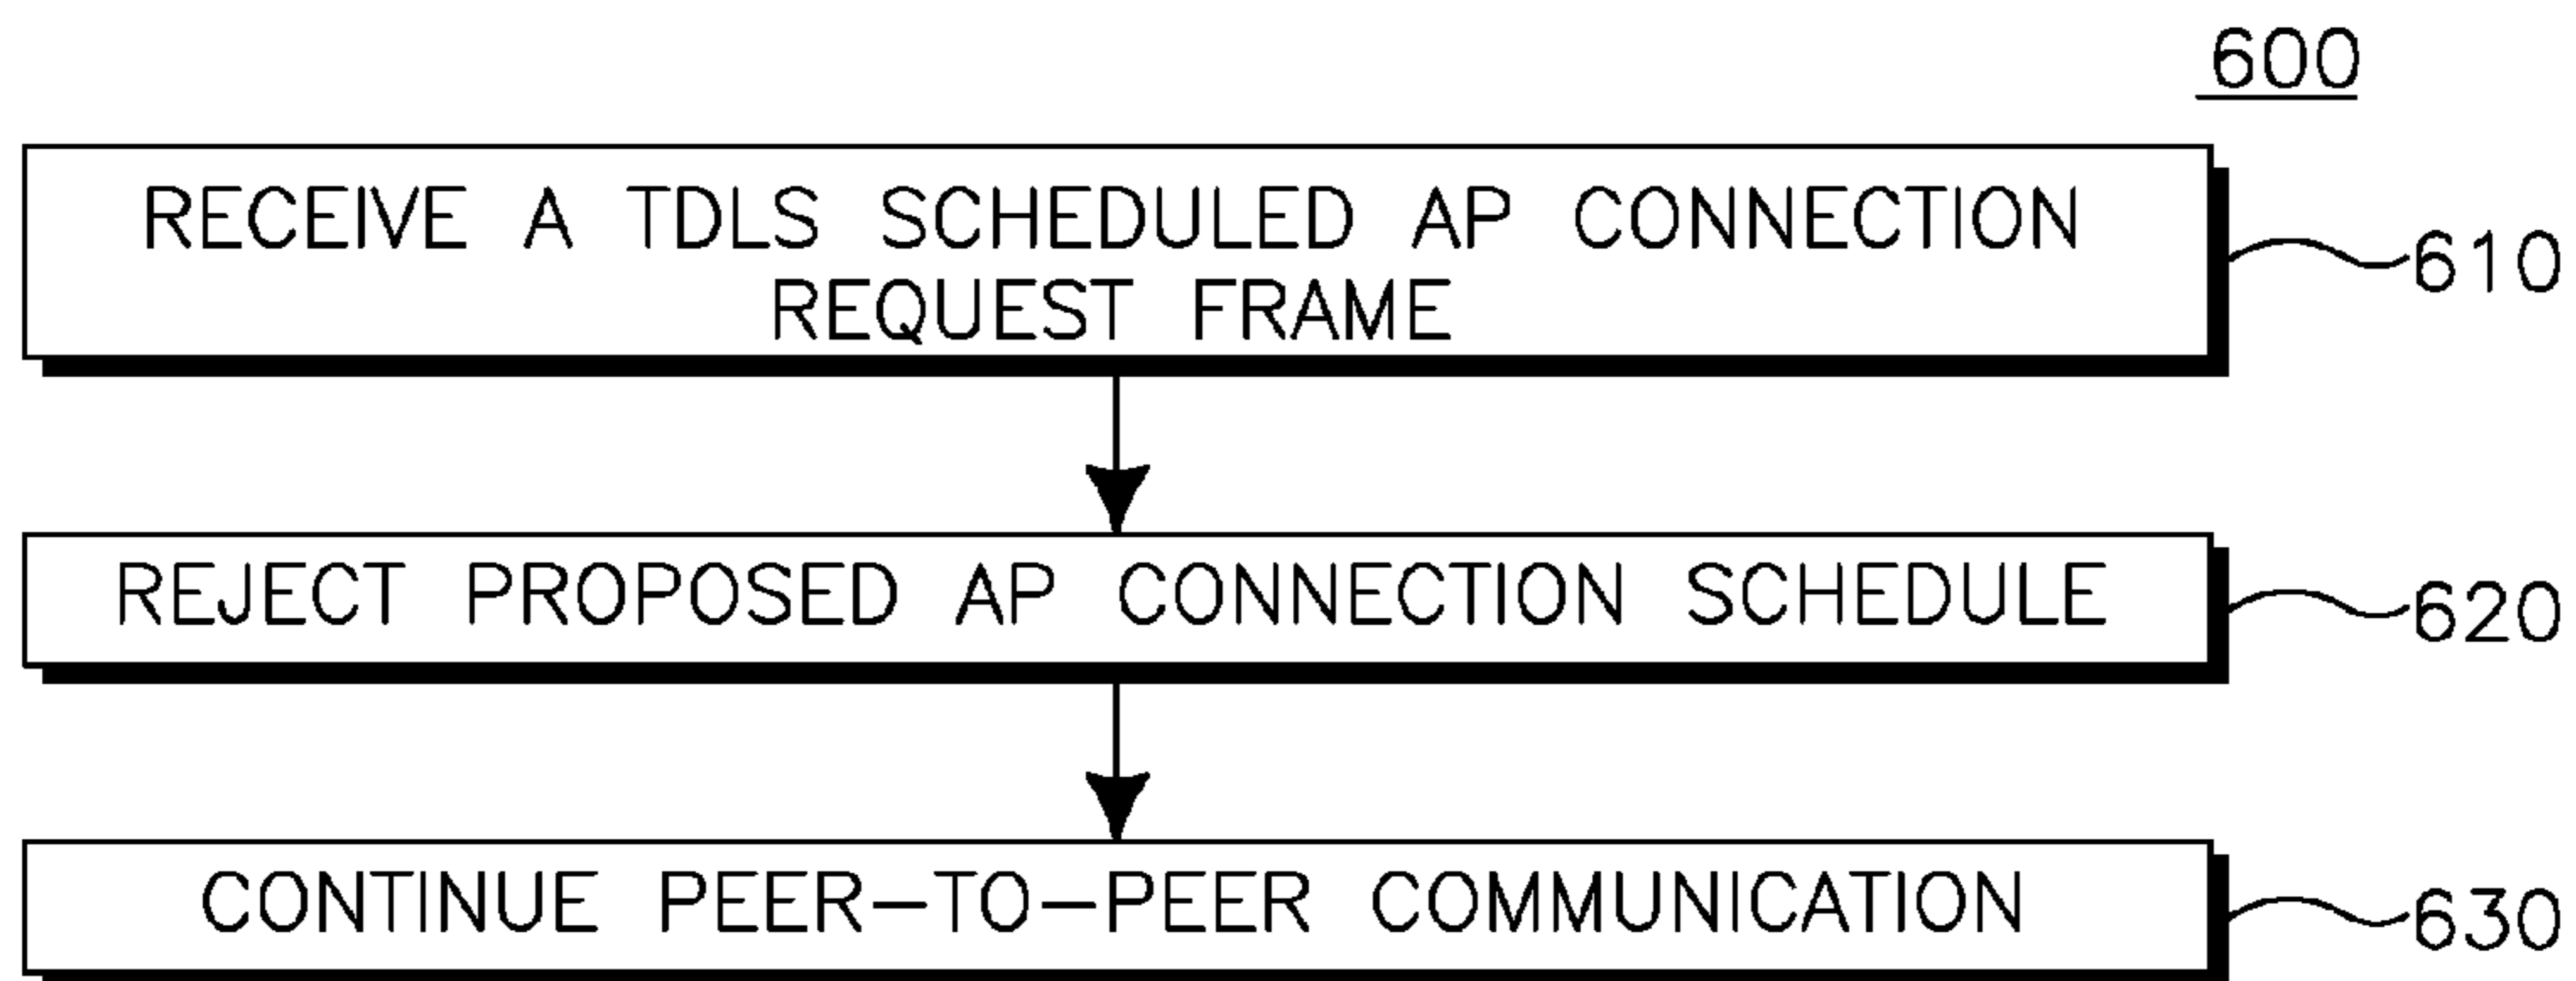 600
RECEIVE A TDLS SCHEDULED AP CONNECTION
REQUEST FRAME
610
REJECT PROPOSED AP CONNECTION SCHEDULE
620
CONTINUE PEER-TO-PEER COMMUNICATION
630